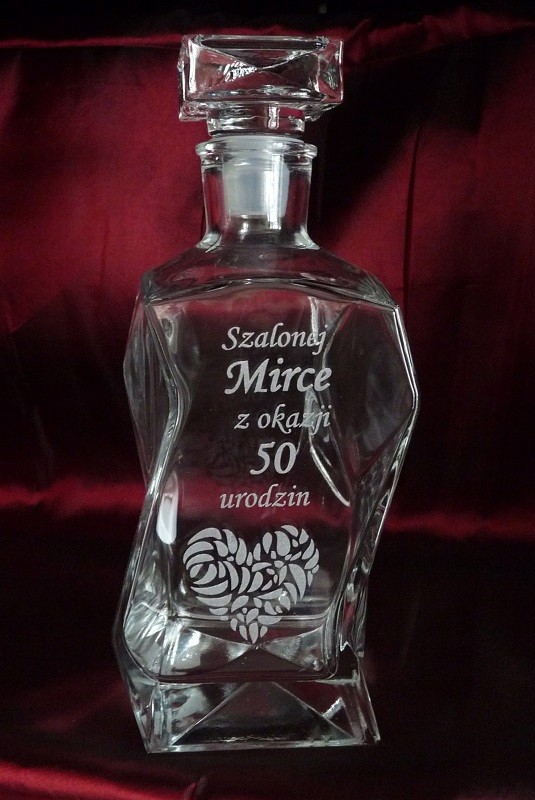 Szalonej
Mirce
z okazji
50
urodzin